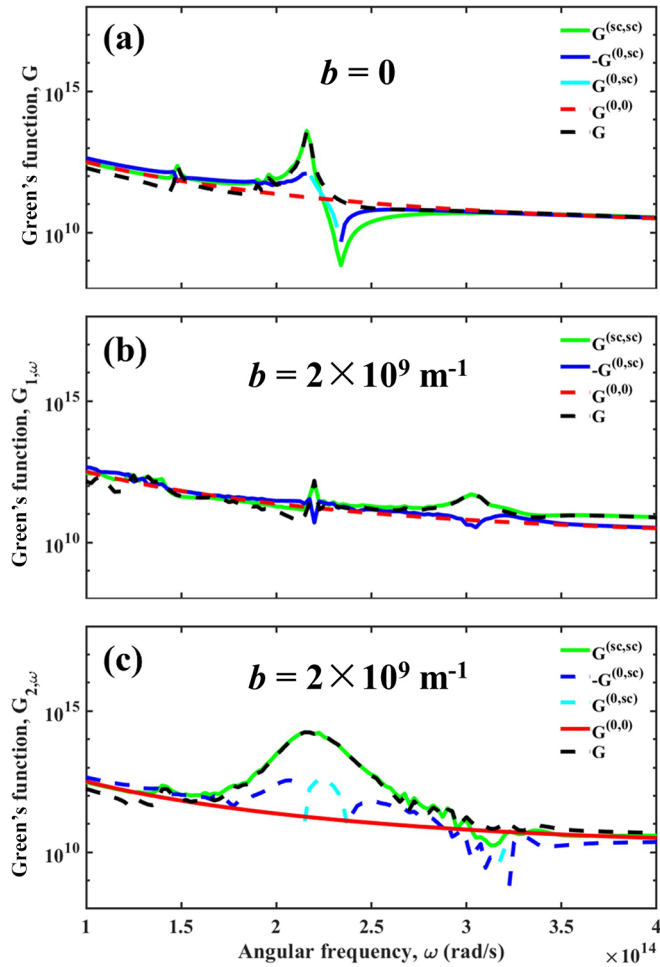 (a)
b = 0
G(sc,sc)
-G(0,sc)
G(0,sc)
G(0,0)
G
Green's function, G
10^15
10^10
(b)
b = 2×10^9 m^-1
G(sc,sc)
-G(0,sc)
G(0,0)
G
Green's function, G1,ω
10^15
10^10
(c)
b = 2×10^9 m^-1
G(sc,sc)
-G(0,sc)
G(0,sc)
G(0,0)
G
Green's function, G2,ω
10^15
10^10
1 1.5 2 2.5 3 3.5 4
×10^14
Angular frequency, ω (rad/s)